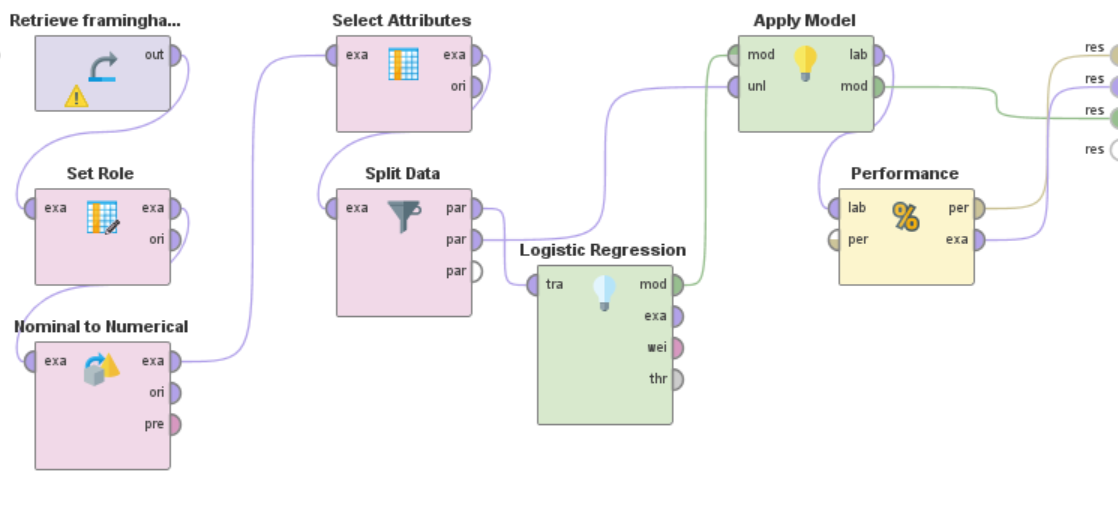 Retrieve framingha...
out
Set Role
exa exa
ori
Nominal to Numerical
exa exa
ori
pre
Select Attributes
exa exa
ori
Split Data
exa par
par
par
Logistic Regression
tra mod
exa
wei
thr
Apply Model
mod lab
unl mod
Performance
%
lab per
per exa
res
res
res
res